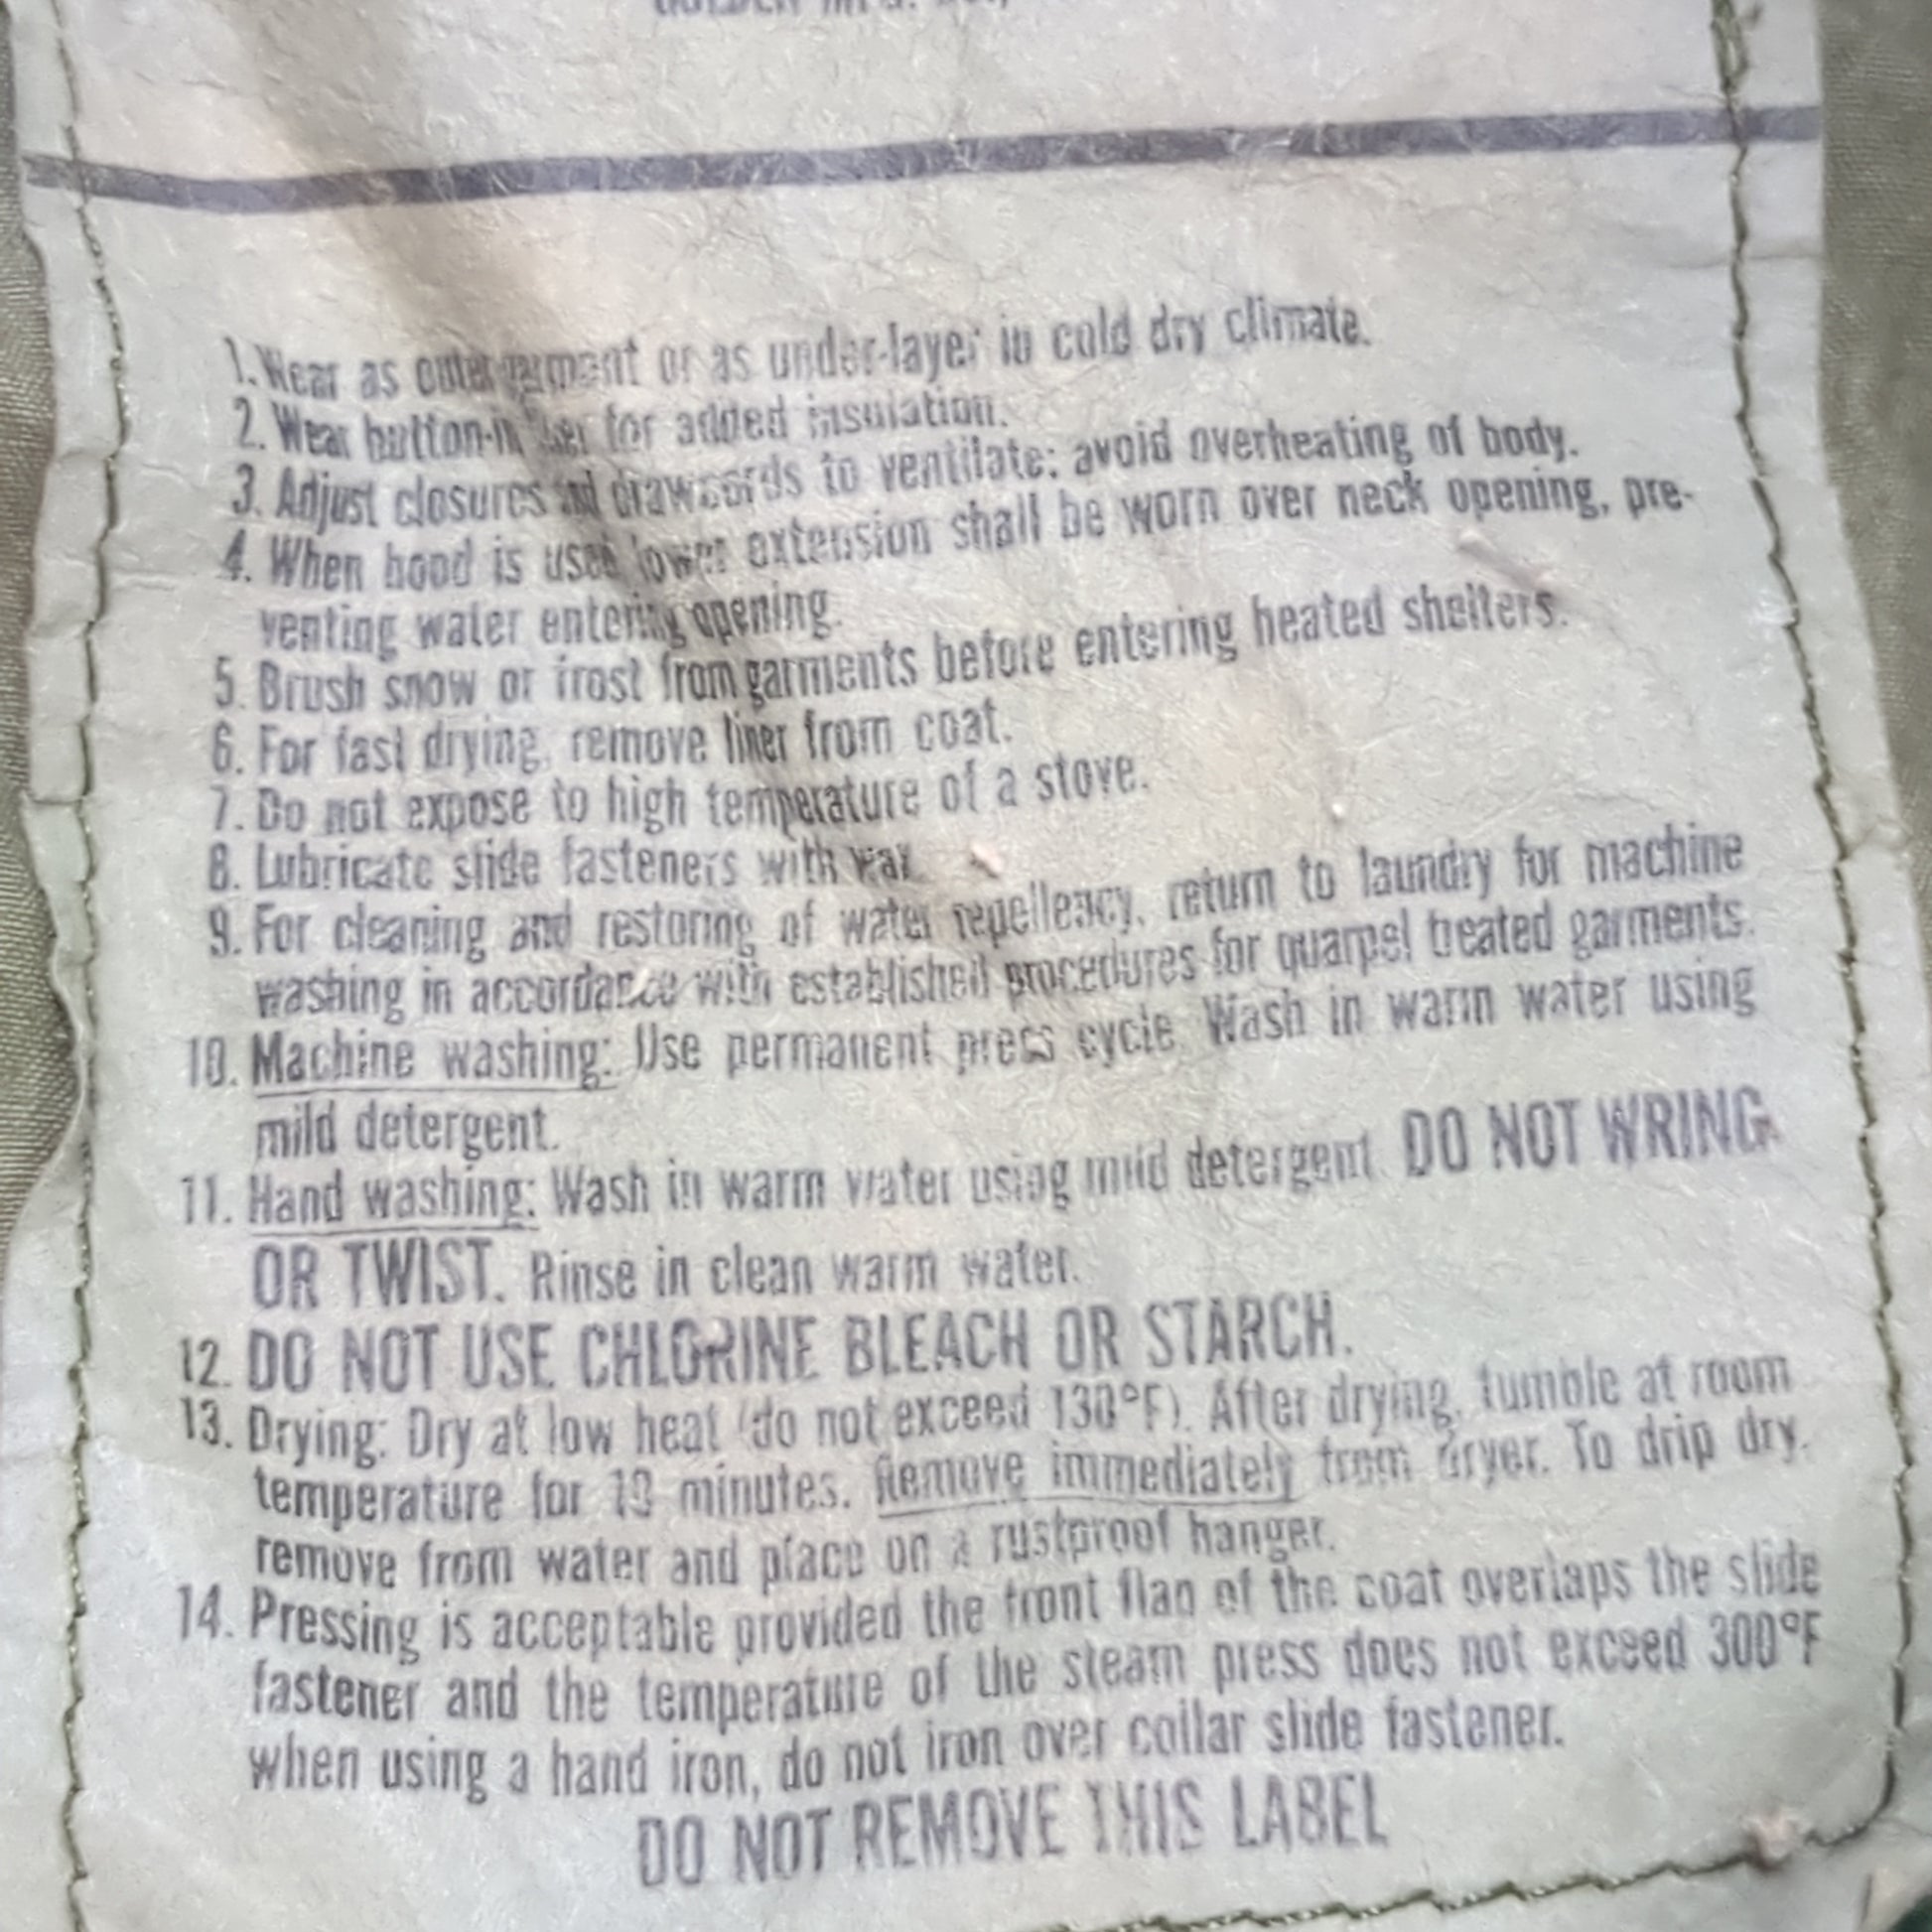 GOLDEN MFG. CO.,
1. Wear as outer garment or as under-layer in cold dry climate.
2. Wear button-in liner for added insulation.
3. Adjust closures and drawcords to ventilate; avoid overheating of body.
4. When hood is used lower extension shall be worn over neck opening, pre-
venting water entering opening.
5. Brush snow or frost from garments before entering heated shelters.
6. For fast drying, remove liner from coat.
7. Do not expose to high temperature of a stove.
8. Lubricate slide fasteners with wax.
9. For cleaning and restoring of water repellency, return to laundry for machine
washing in accordance with established procedures for quarpel treated garments.
10. Machine washing: Use permanent press cycle. Wash in warm water using
mild detergent.
11. Hand washing: Wash in warm water using mild detergent. DO NOT WRING
OR TWIST. Rinse in clean warm water.
12. DO NOT USE CHLORINE BLEACH OR STARCH.
13. Drying: Dry at low heat (do not exceed 130°F). After drying, tumble at room
temperature for 10 minutes. Remove immediately from dryer. To drip dry,
remove from water and place on a rustproof hanger.
14. Pressing is acceptable provided the front flap of the coat overlaps the slide
fastener and the temperature of the steam press does not exceed 300°F
when using a hand iron, do not iron over collar slide fastener.
DO NOT REMOVE THIS LABEL